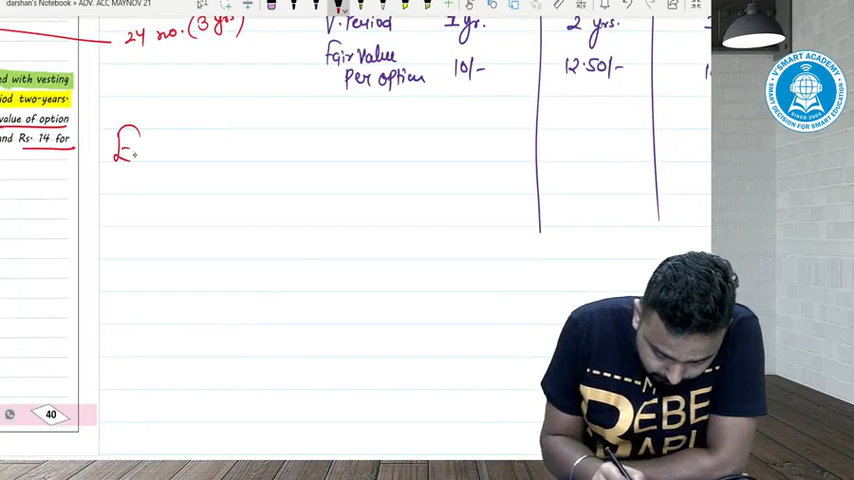 darshan's Notebook » ADV. ACC MAYNOV 21
24 no. (3 yrs)
V. Period 1 yr. 2 yrs.
Fair Value
Per option 10/- 12.50/-
ed with vesting
iod two-years.
value of option
and Rs. 14 for
E
40
V'SMART ACADEMY
SMART DECISION FOR SMART EDUCATION
SINCE-2003
REBE